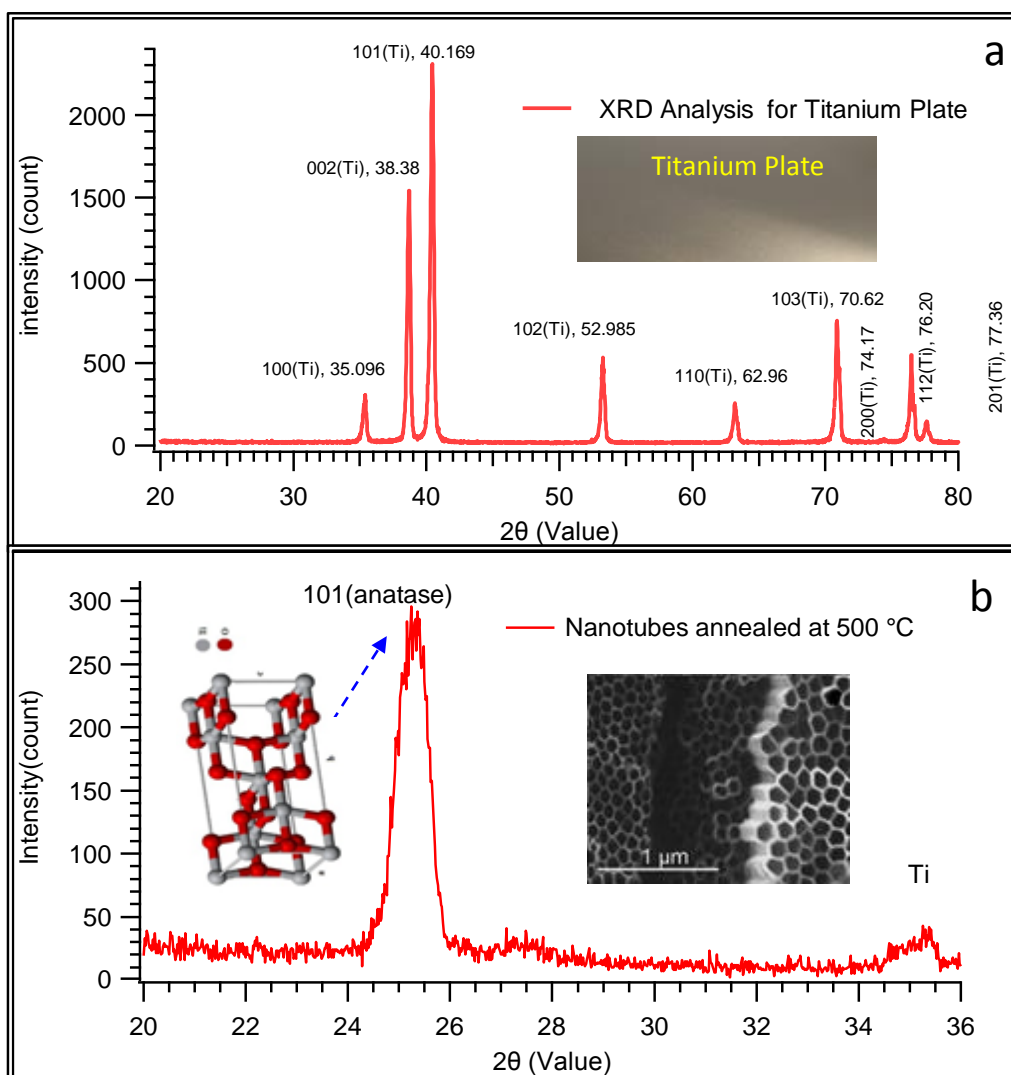 a
101(Ti), 40.169
XRD Analysis for Titanium Plate
Titanium Plate
002(Ti), 38.38
103(Ti), 70.62
102(Ti), 52.985
100(Ti), 35.096
110(Ti), 62.96
200(Ti), 74.17
112(Ti), 76.20
201(Ti), 77.36
intensity (count)
2000
1500
1000
500
0
20 30 40 50 60 70 80
2θ (Value)
b
101(anatase)
Nanotubes annealed at 500 °C
1 µm
Ti
Intensity(count)
300
250
200
150
100
50
0
20 22 24 26 28 30 32 34 36
2θ (Value)